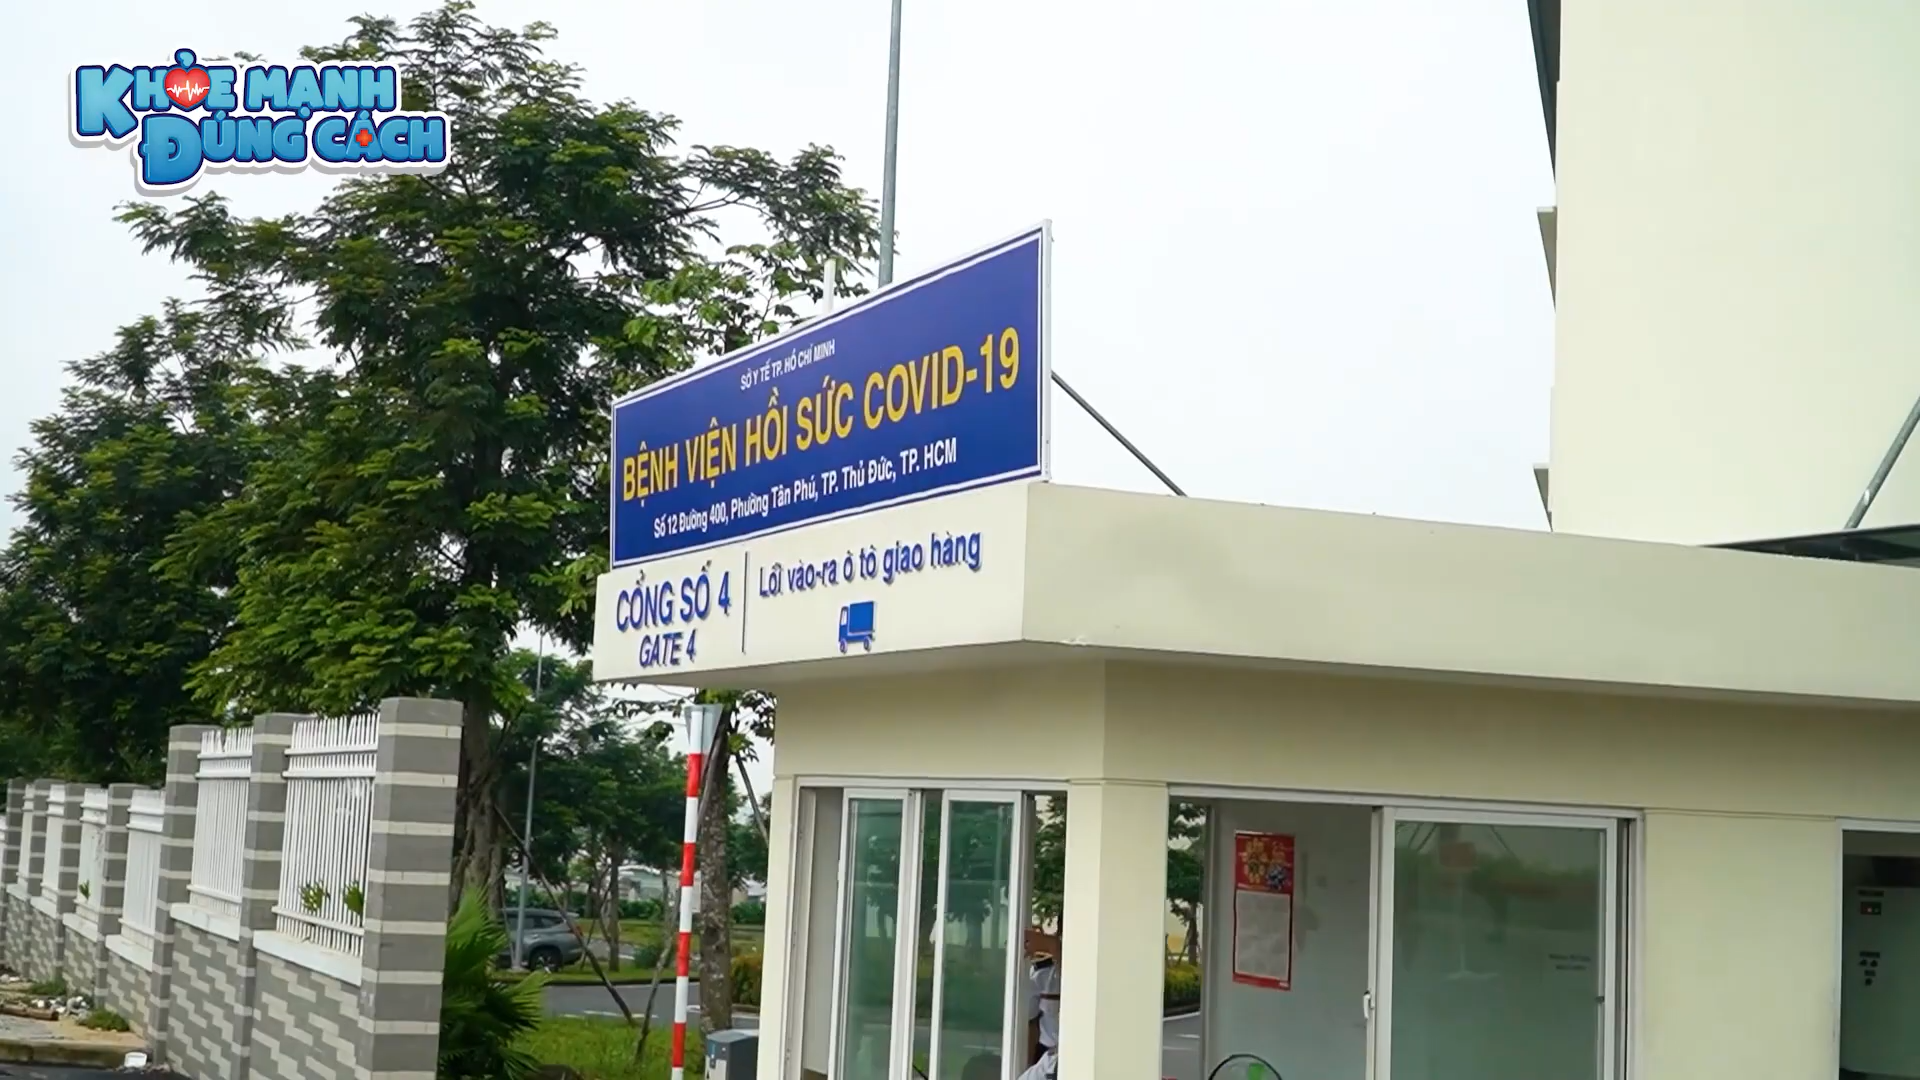 KHỎE MẠNH
ĐÚNG CÁCH
SỞ Y TẾ TP. HỒ CHÍ MINH
BỆNH VIỆN HỒI SỨC COVID-19
Số 12 Đường 400, Phường Tân Phú, TP. Thủ Đức, TP. HCM
CỔNG SỐ 4
GATE 4
Lối vào-ra ô tô giao hàng